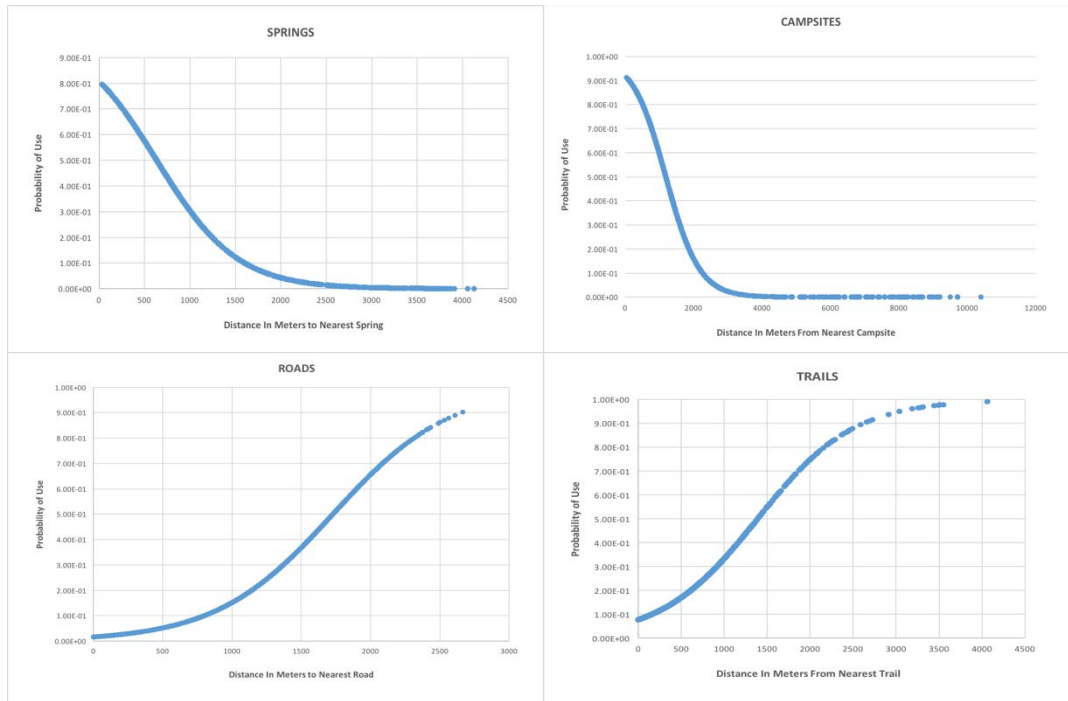 SPRINGS
9.00E-01
8.00E-01
7.00E-01
6.00E-01
5.00E-01
4.00E-01
3.00E-01
2.00E-01
1.00E-01
0.00E+00
Probability of Use
0 500 1000 1500 2000 2500 3000 3500 4000 4500
Distance In Meters to Nearest Spring
CAMPSITES
1.00E+00
9.00E-01
8.00E-01
7.00E-01
6.00E-01
5.00E-01
4.00E-01
3.00E-01
2.00E-01
1.00E-01
0.00E+00
Probablity of Use
0 2000 4000 6000 8000 10000 12000
Distance In Meters From Nearest Campsite
ROADS
1.00E+00
9.00E-01
8.00E-01
7.00E-01
6.00E-01
5.00E-01
4.00E-01
3.00E-01
2.00E-01
1.00E-01
0.00E+00
Probability of Use
0 500 1000 1500 2000 2500 3000
Distance In Meters to Nearest Road
TRAILS
1.00E+00
9.00E-01
8.00E-01
7.00E-01
6.00E-01
5.00E-01
4.00E-01
3.00E-01
2.00E-01
1.00E-01
0.00E+00
Probability of Use
0 500 1000 1500 2000 2500 3000 3500 4000 4500
Distance In Meters From Nearest Trail